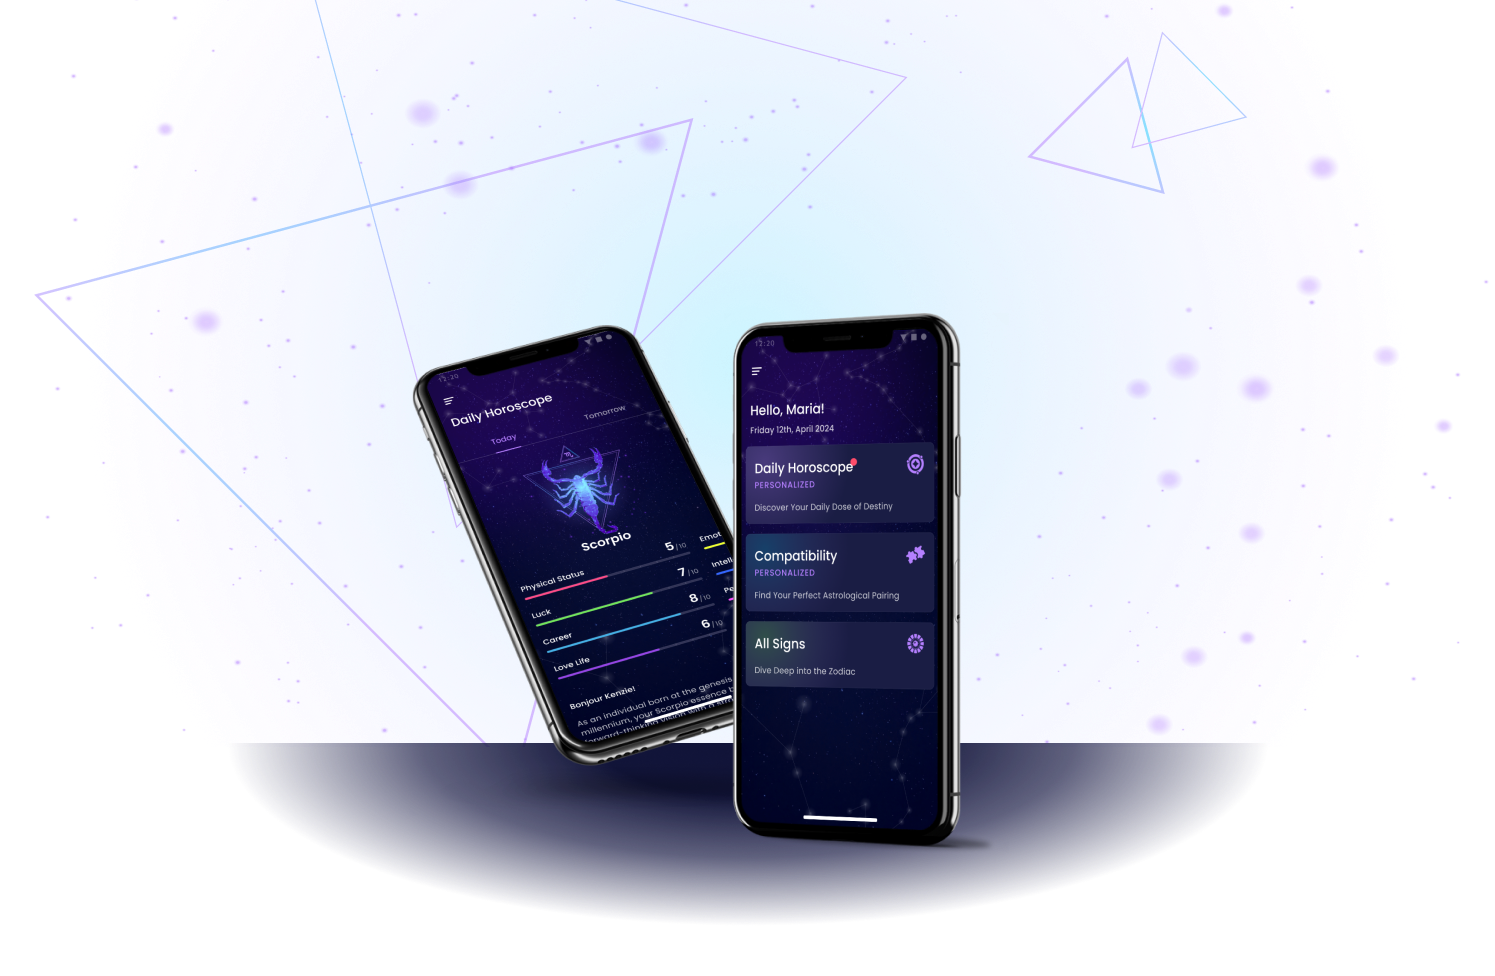 12:20
Daily Horoscope
Today
Tomorrow
Scorpio
Physical Status
5/10
Luck
7/10
Career
8/10
Love Life
6/10
Emot
Intell
Pe
Bonjour Kenzie!
As an individual born at the genesis
millennium, your Scorpio essence b
forward-thinking vision with a
12:20
Hello, Maria!
Friday 12th, April 2024
Daily Horoscope
PERSONALIZED
Discover Your Daily Dose of Destiny
Compatibility
PERSONALIZED
Find Your Perfect Astrological Pairing
All Signs
Dive Deep into the Zodiac